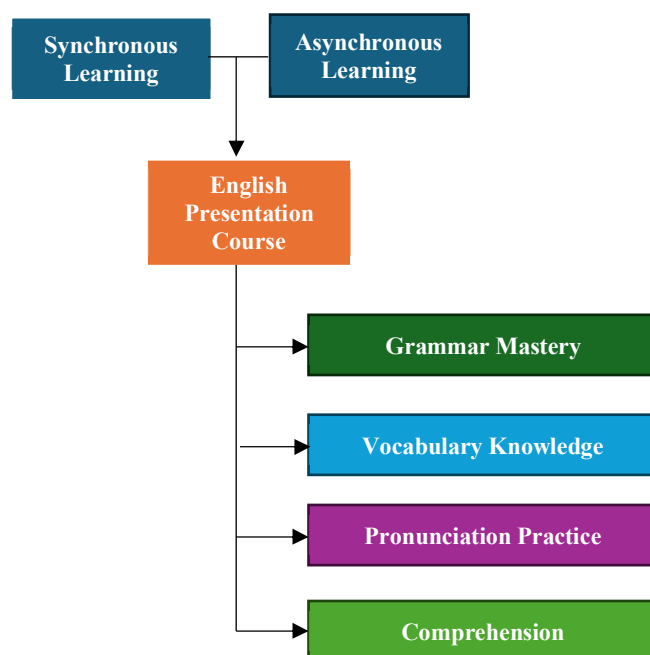 Synchronous
Learning
Asynchronous
Learning
English
Presentation
Course
Grammar Mastery
Vocabulary Knowledge
Pronunciation Practice
Comprehension